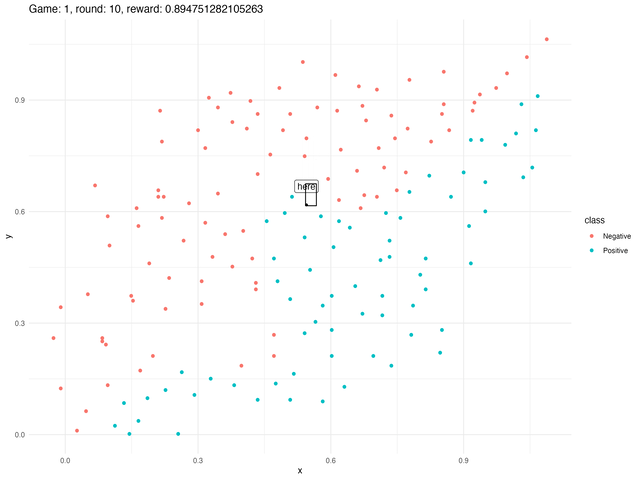 Game: 1, round: 10, reward: 0.894751282105263
0.9
0.6
0.3
0.0
y
here
0.0 0.3 0.6 0.9
x
class
Negative
Positive